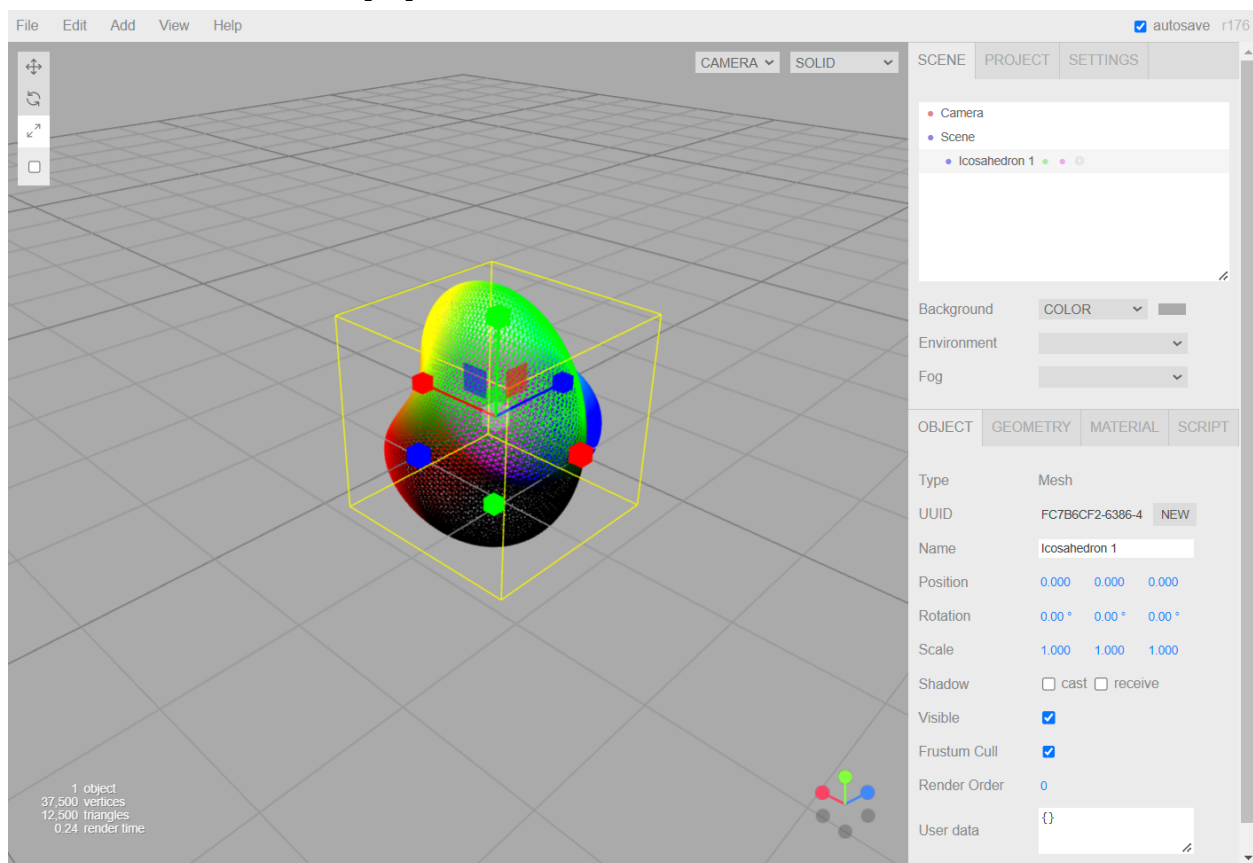 File Edit Add View Help autosave r176
CAMERA SOLID
SCENE PROJECT SETTINGS
Camera
Scene
Icosahedron 1
Background COLOR
Environment
Fog
OBJECT GEOMETRY MATERIAL SCRIPT
Type Mesh
UUID FC7B6CF2-6386-4 NEW
Name Icosahedron 1
Position 0.000 0.000 0.000
Rotation 0.00 ° 0.00 ° 0.00 °
Scale 1.000 1.000 1.000
Shadow cast receive
Visible
Frustum Cull
Render Order 0
User data {}
1 object
37,500 vertices
12,500 triangles
0.24 render time